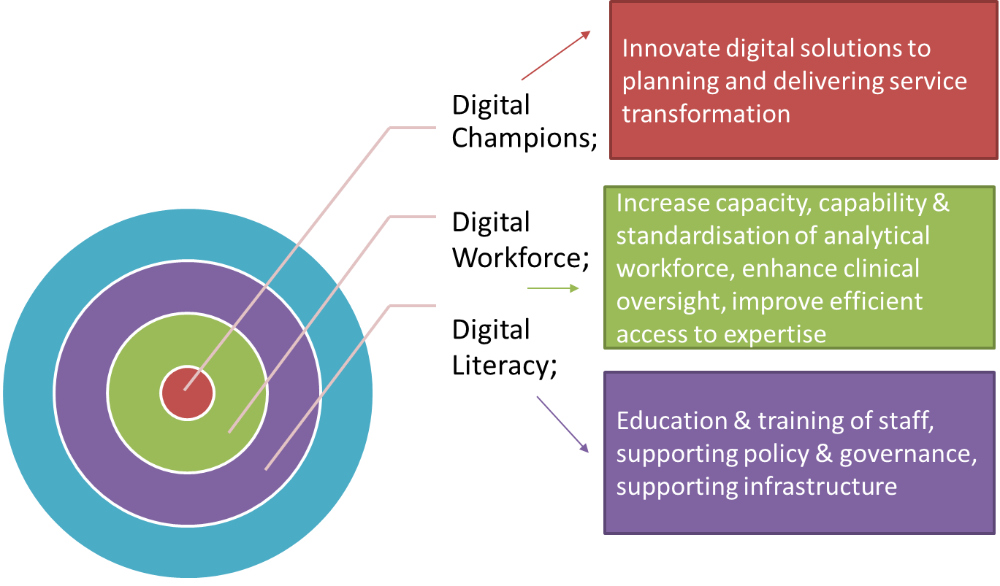 Digital
Champions;
Innovate digital solutions to
planning and delivering service
transformation
Digital
Workforce;
Increase capacity, capability &
standardisation of analytical
workforce, enhance clinical
oversight, improve efficient
access to expertise
Digital
Literacy;
Education & training of staff,
supporting policy & governance,
supporting infrastructure